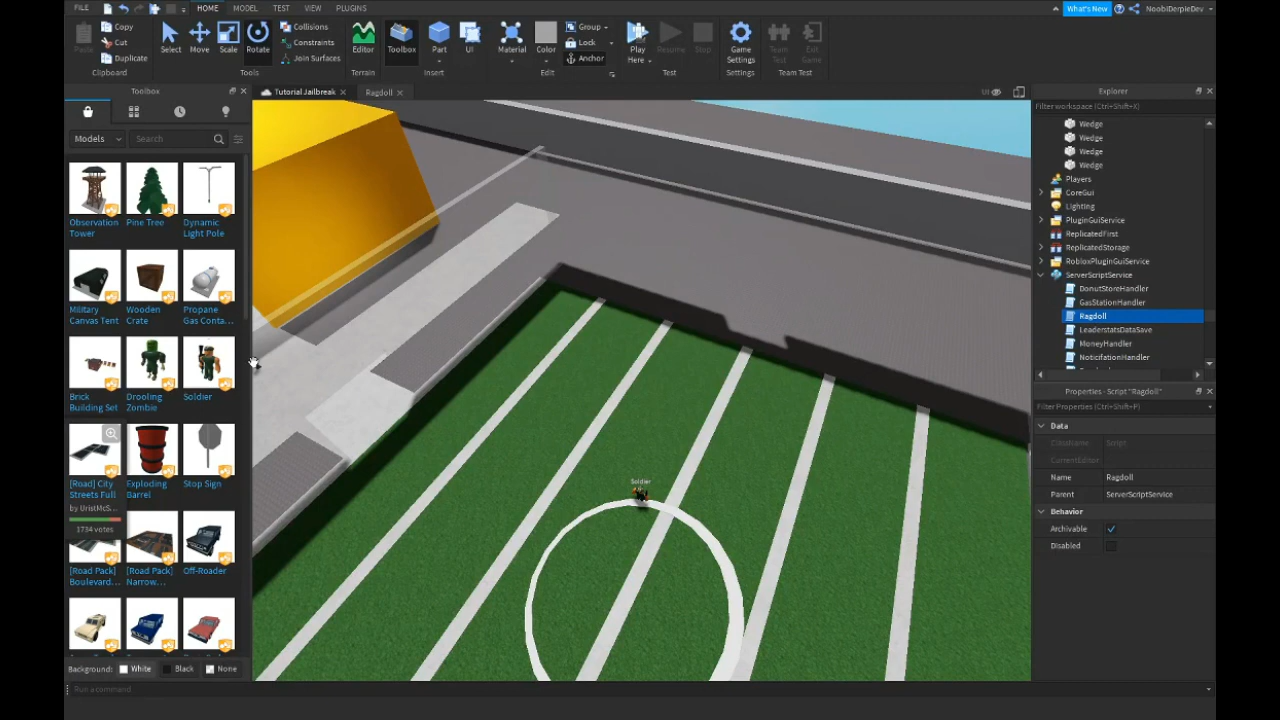 FILE HOME MODEL TEST VIEW PLUGINS What's New NoobiDerpieDev
Copy
Cut
Duplicate
Paste
Clipboard
Select Move Scale Rotate
Collisions
Constraints
Join Surfaces
Tools
Editor
Terrain
Toolbox Part UI
Insert
Material Color
Group
Lock
Anchor
Edit
Play
Here
Resume Stop
Test
Game
Settings
Settings
Team
Test
Exit
Game
Team Test
Toolbox
Models Search
Observation
Tower
Pine Tree
Dynamic
Light Pole
Military
Canvas Tent
Wooden
Crate
Propane
Gas Conta...
Brick
Building Set
Drooling
Zombie
Soldier
[Road] City
Streets Full
by UristMcS...
1734 votes
Exploding
Barrel
Stop Sign
[Road Pack]
Boulevard...
[Road Pack]
Narrow...
Off-Roader
Background: White Black None
Run a command
Tutorial Jailbreak Ragdoll
UI
Soldier
Explorer
Filter workspace (Ctrl+Shift+X)
Wedge
Wedge
Wedge
Wedge
Players
CoreGui
Lighting
PluginGuiService
ReplicatedFirst
ReplicatedStorage
RobloxPluginGuiService
ServerScriptService
DonutStoreHandler
GasStationHandler
Ragdoll
LeaderstatsDataSave
MoneyHandler
NoticifationHandler
Properties - Script "Ragdoll"
Filter Properties (Ctrl+Shift+P)
Data
ClassName Script
CurrentEditor
Name Ragdoll
Parent ServerScriptService
Behavior
Archivable
Disabled